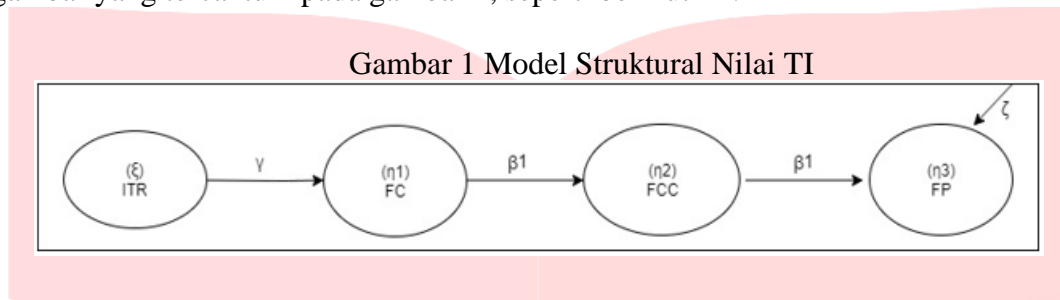 Gambar 1 Model Struktural Nilai TI
(ξ)
ITR
γ
(η1)
FC
β1
(η2)
FCC
β1
(η3)
FP
ζ